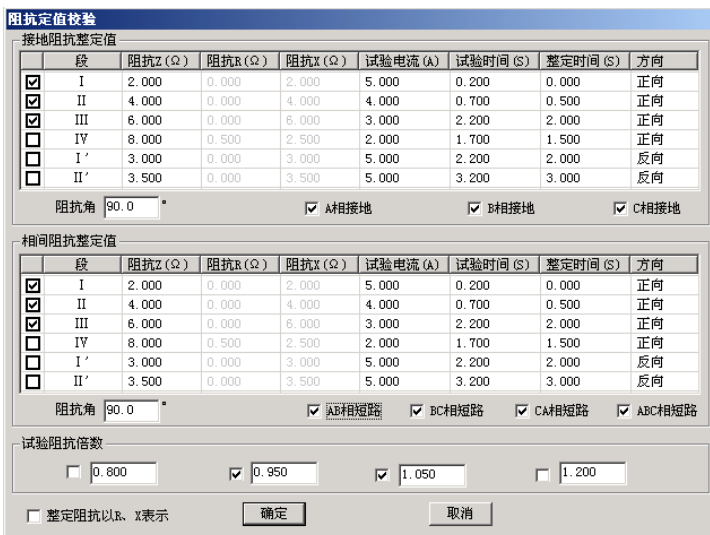 阻抗定值校验
接地阻抗整定值
段 阻抗Z(Ω) 阻抗R(Ω) 阻抗X(Ω) 试验电流(A) 试验时间(S) 整定时间(S) 方向
I 2.000 0.000 2.000 5.000 0.200 0.000 正向
II 4.000 0.000 4.000 4.000 0.700 0.500 正向
III 6.000 0.000 6.000 3.000 2.200 2.000 正向
IV 8.000 0.500 2.500 2.000 1.700 1.500 正向
I' 3.000 0.000 3.000 5.000 2.200 2.000 反向
II' 3.500 0.000 3.500 5.000 3.200 3.000 反向
阻抗角 90.0 ° A相接地 B相接地 C相接地
相间阻抗整定值
段 阻抗Z(Ω) 阻抗R(Ω) 阻抗X(Ω) 试验电流(A) 试验时间(S) 整定时间(S) 方向
I 2.000 0.000 2.000 5.000 0.200 0.000 正向
II 4.000 0.000 4.000 4.000 0.700 0.500 正向
III 6.000 0.000 6.000 3.000 2.200 2.000 正向
IV 8.000 0.500 2.500 2.000 1.700 1.500 正向
I' 3.000 0.000 3.000 5.000 2.200 2.000 反向
II' 3.500 0.000 3.500 5.000 3.200 3.000 反向
阻抗角 90.0 ° AB相短路 BC相短路 CA相短路 ABC相短路
试验阻抗倍数
0.800 0.950 1.050 1.200
整定阻抗以R、X表示 确定 取消